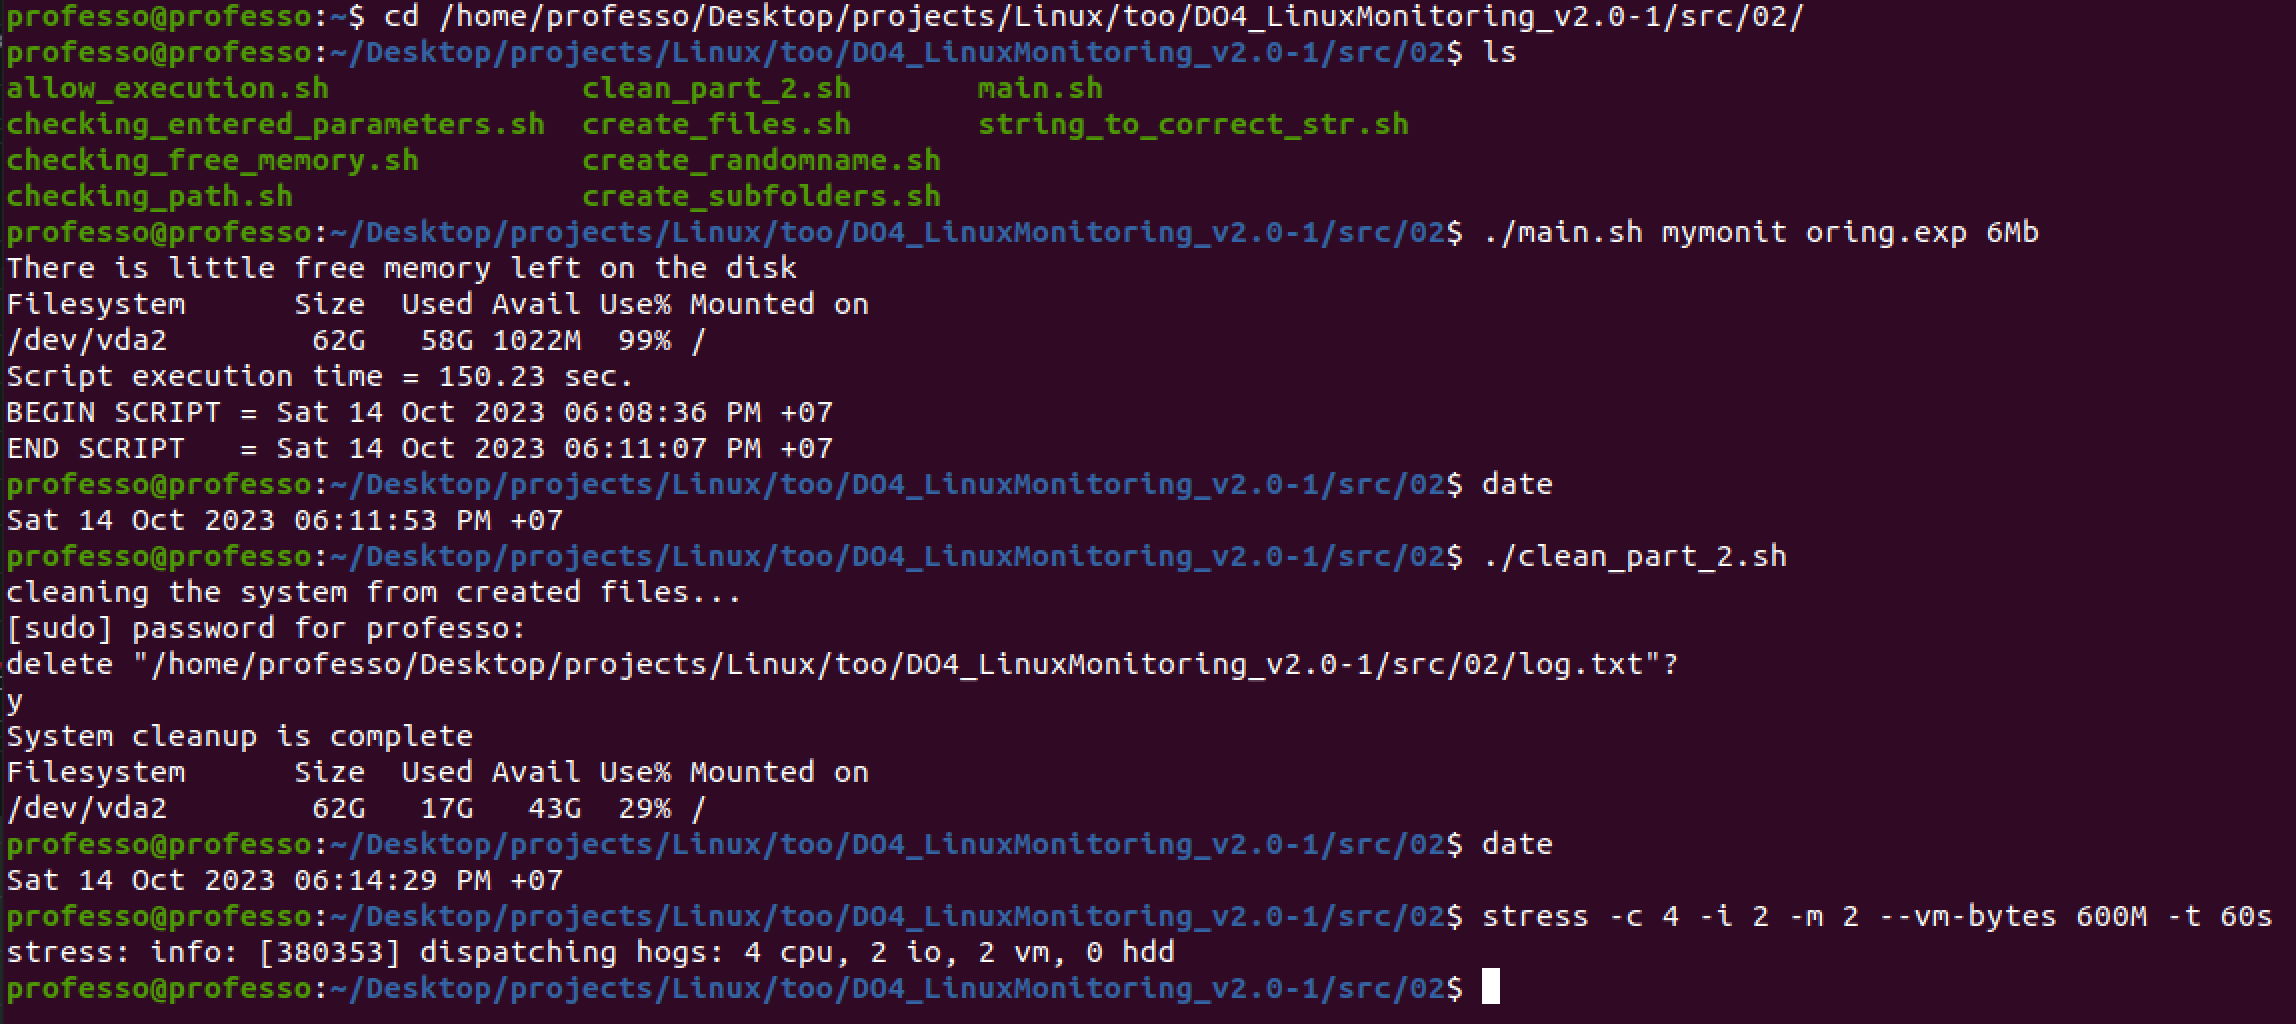 professo@professo:~$ cd /home/professo/Desktop/projects/Linux/too/DO4_LinuxMonitoring_v2.0-1/src/02/
professo@professo:~/Desktop/projects/Linux/too/DO4_LinuxMonitoring_v2.0-1/src/02$ ls
allow_execution.sh              clean_part_2.sh       main.sh
checking_entered_parameters.sh  create_files.sh       string_to_correct_str.sh
checking_free_memory.sh         create_randomname.sh
checking_path.sh                create_subfolders.sh
professo@professo:~/Desktop/projects/Linux/too/DO4_LinuxMonitoring_v2.0-1/src/02$ ./main.sh mymonit oring.exp 6Mb
There is little free memory left on the disk
Filesystem      Size  Used Avail Use% Mounted on
/dev/vda2        62G   58G 1022M  99% /
Script execution time = 150.23 sec.
BEGIN SCRIPT = Sat 14 Oct 2023 06:08:36 PM +07
END SCRIPT   = Sat 14 Oct 2023 06:11:07 PM +07
professo@professo:~/Desktop/projects/Linux/too/DO4_LinuxMonitoring_v2.0-1/src/02$ date
Sat 14 Oct 2023 06:11:53 PM +07
professo@professo:~/Desktop/projects/Linux/too/DO4_LinuxMonitoring_v2.0-1/src/02$ ./clean_part_2.sh
cleaning the system from created files...
[sudo] password for professo:
delete "/home/professo/Desktop/projects/Linux/too/DO4_LinuxMonitoring_v2.0-1/src/02/log.txt"?
y
System cleanup is complete
Filesystem      Size  Used Avail Use% Mounted on
/dev/vda2        62G   17G   43G  29% /
professo@professo:~/Desktop/projects/Linux/too/DO4_LinuxMonitoring_v2.0-1/src/02$ date
Sat 14 Oct 2023 06:14:29 PM +07
professo@professo:~/Desktop/projects/Linux/too/DO4_LinuxMonitoring_v2.0-1/src/02$ stress -c 4 -i 2 -m 2 --vm-bytes 600M -t 60s
stress: info: [380353] dispatching hogs: 4 cpu, 2 io, 2 vm, 0 hdd
professo@professo:~/Desktop/projects/Linux/too/DO4_LinuxMonitoring_v2.0-1/src/02$